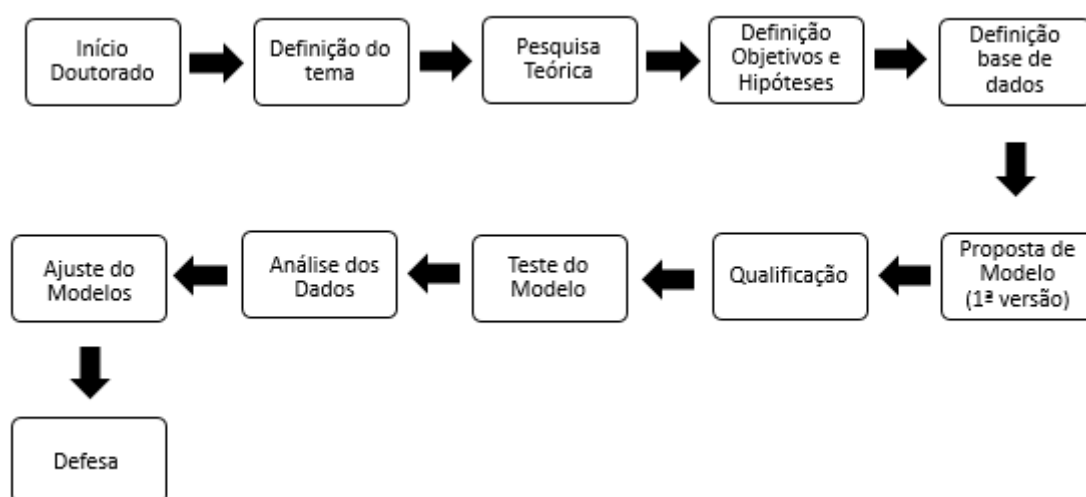 Início
Doutorado
Definição do
tema
Pesquisa
Teórica
Definição
Objetivos e
Hipóteses
Definição
base de
dados
Proposta de
Modelo
(1ª versão)
Qualificação
Teste do
Modelo
Análise dos
Dados
Ajuste do
Modelos
Defesa